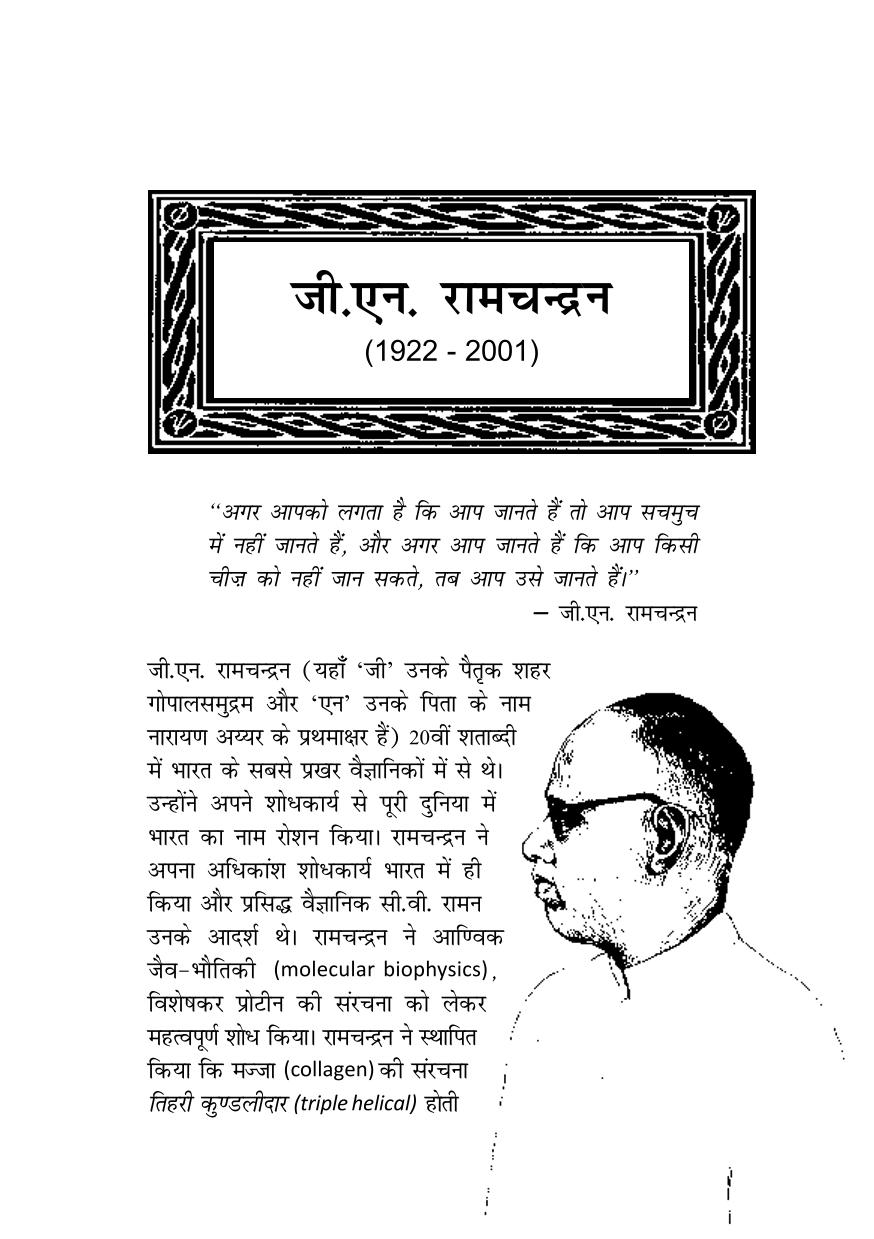 जी.एन. रामचन्द्रन
(1922 - 2001)
“अगर आपको लगता है कि आप जानते हैं तो आप सचमुच
में नहीं जानते हैं, और अगर आप जानते हैं कि आप किसी
चीज़ को नहीं जान सकते, तब आप उसे जानते हैं।”
– जी.एन. रामचन्द्रन
जी.एन. रामचन्द्रन (यहाँ ‘जी’ उनके पैतृक शहर
गोपालसमुद्रम और ‘एन’ उनके पिता के नाम
नारायण अय्यर के प्रथमाक्षर हैं) 20वीं शताब्दी
में भारत के सबसे प्रखर वैज्ञानिकों में से थे।
उन्होंने अपने शोधकार्य से पूरी दुनिया में
भारत का नाम रोशन किया। रामचन्द्रन ने
अपना अधिकांश शोधकार्य भारत में ही
किया और प्रसिद्ध वैज्ञानिक सी.वी. रामन
उनके आदर्श थे। रामचन्द्रन ने आण्विक
जैव-भौतिकी (molecular biophysics),
विशेषकर प्रोटीन की संरचना को लेकर
महत्वपूर्ण शोध किया। रामचन्द्रन ने स्थापित
किया कि मज्जा (collagen) की संरचना
तिहरी कुण्डलीदार (triple helical) होती